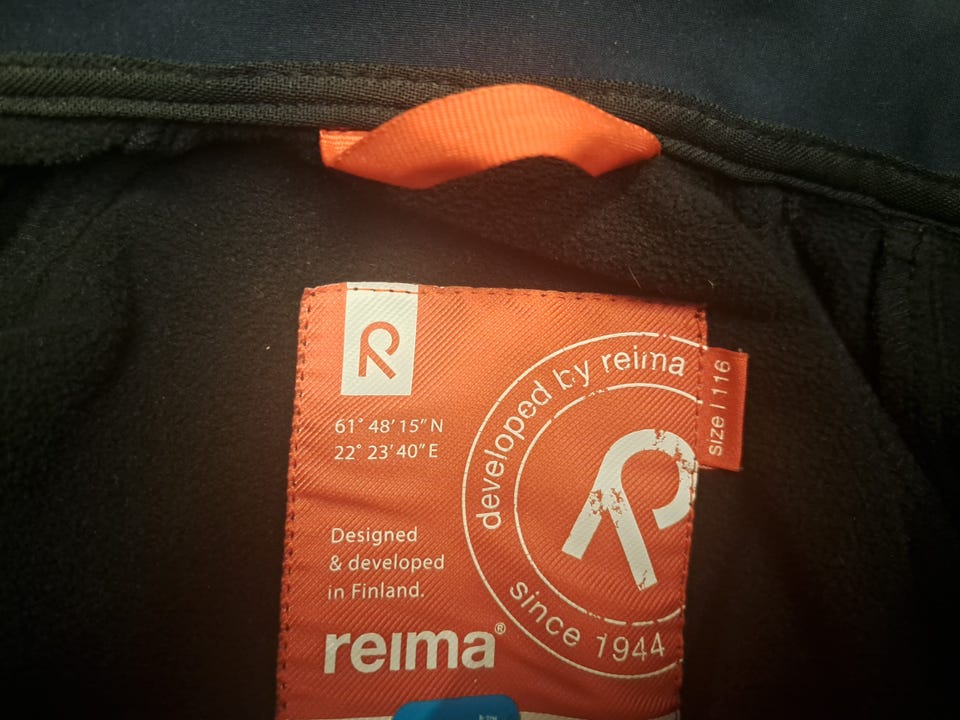 R
61° 48' 15" N
22° 23' 40" E
Designed
& developed
in Finland.
reima®
developed by reima
since 1944
size | 116